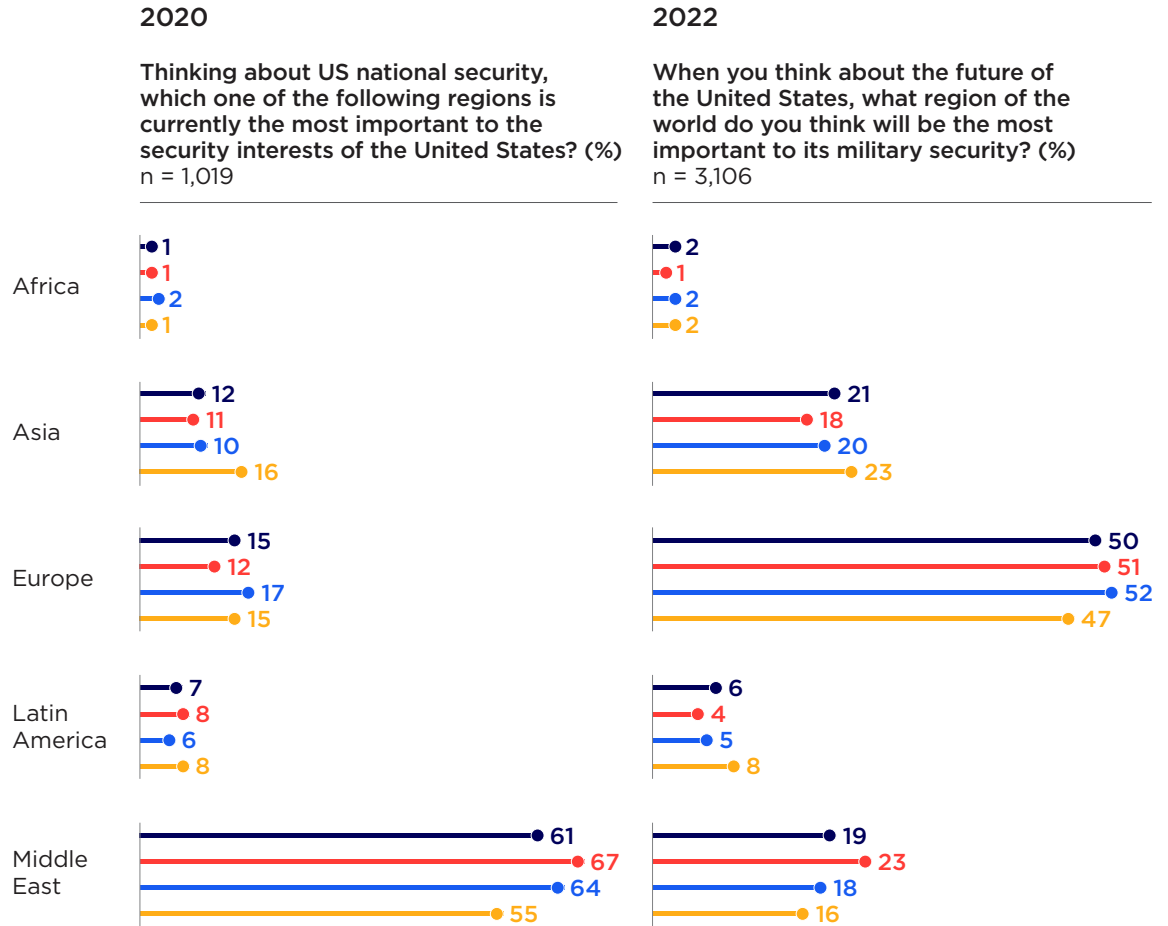 2020
Thinking about US national security,
which one of the following regions is
currently the most important to the
security interests of the United States? (%)
n = 1,019
2022
When you think about the future of
the United States, what region of the
world do you think will be the most
important to its military security? (%)
n = 3,106
Africa
1
1
2
1
2
1
2
2
Asia
12
11
10
16
21
18
20
23
Europe
15
12
17
15
50
51
52
47
Latin
America
7
8
6
8
6
4
5
8
Middle
East
61
67
64
55
19
23
18
16